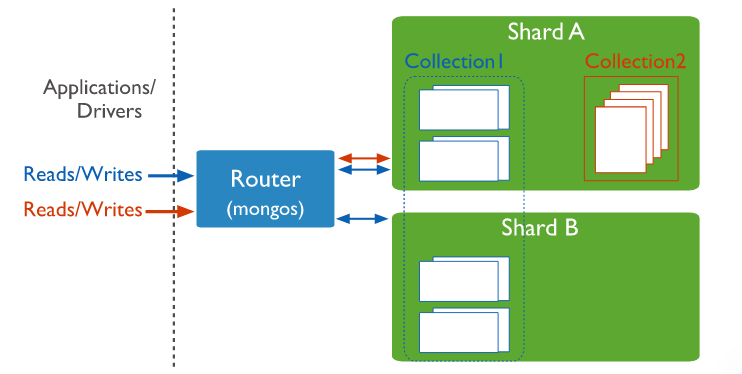 Applications/
Drivers
Reads/Writes
Reads/Writes
Router
(mongos)
Shard A
Collection1
Collection2
Shard B